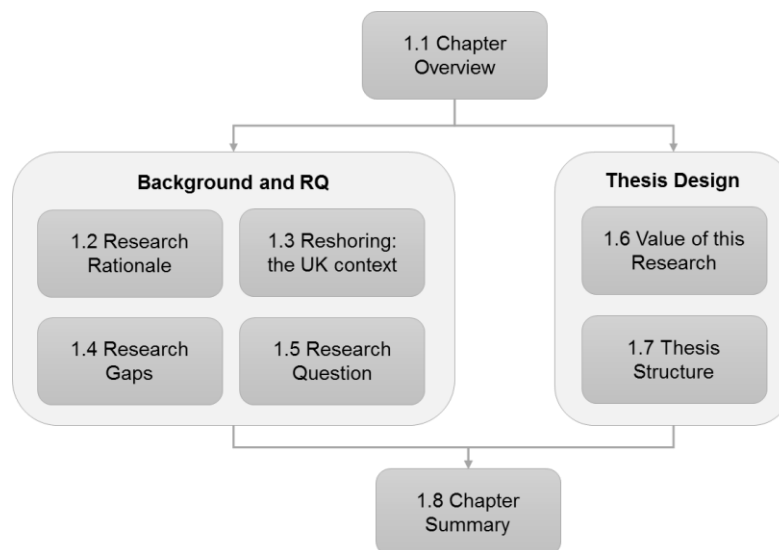 1.1 Chapter
Overview
Background and RQ
1.2 Research
Rationale
1.3 Reshoring:
the UK context
1.4 Research
Gaps
1.5 Research
Question
Thesis Design
1.6 Value of this
Research
1.7 Thesis
Structure
1.8 Chapter
Summary